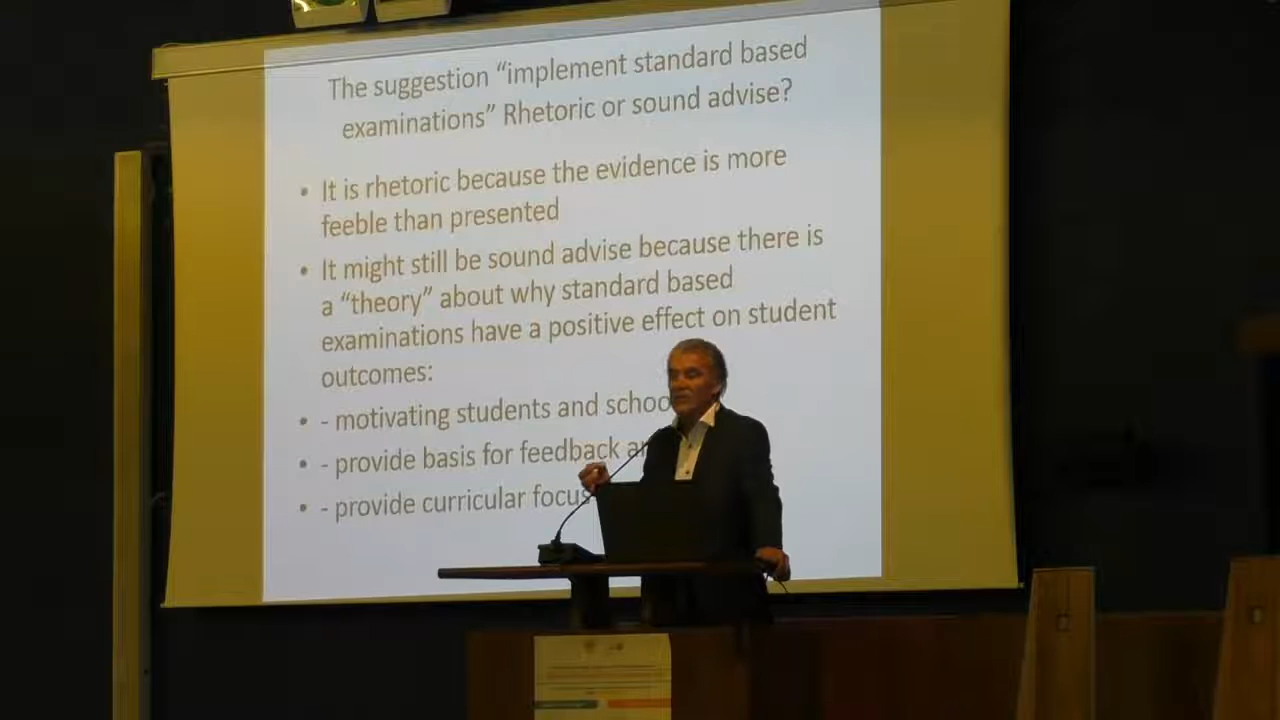 The suggestion “implement standard based
examinations” Rhetoric or sound advise?
• It is rhetoric because the evidence is more
feeble than presented
• It might still be sound advise because there is
a “theory” about why standard based
examinations have a positive effect on student
outcomes:
• - motivating students and
• - provide basis for feedback
• - provide curricular focus